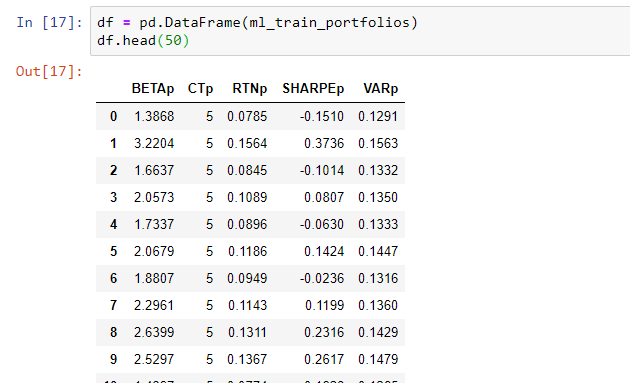 In [17]: df = pd.DataFrame(ml_train_portfolios)
df.head(50)
Out[17]:
BETAp CTp RTNp SHARPEp VARp
0 1.3868 5 0.0785 -0.1510 0.1291
1 3.2204 5 0.1564 0.3736 0.1563
2 1.6637 5 0.0845 -0.1014 0.1332
3 2.0573 5 0.1089 0.0807 0.1350
4 1.7337 5 0.0896 -0.0630 0.1333
5 2.0679 5 0.1186 0.1424 0.1447
6 1.8807 5 0.0949 -0.0236 0.1316
7 2.2961 5 0.1143 0.1199 0.1360
8 2.6399 5 0.1311 0.2316 0.1429
9 2.5297 5 0.1367 0.2617 0.1479